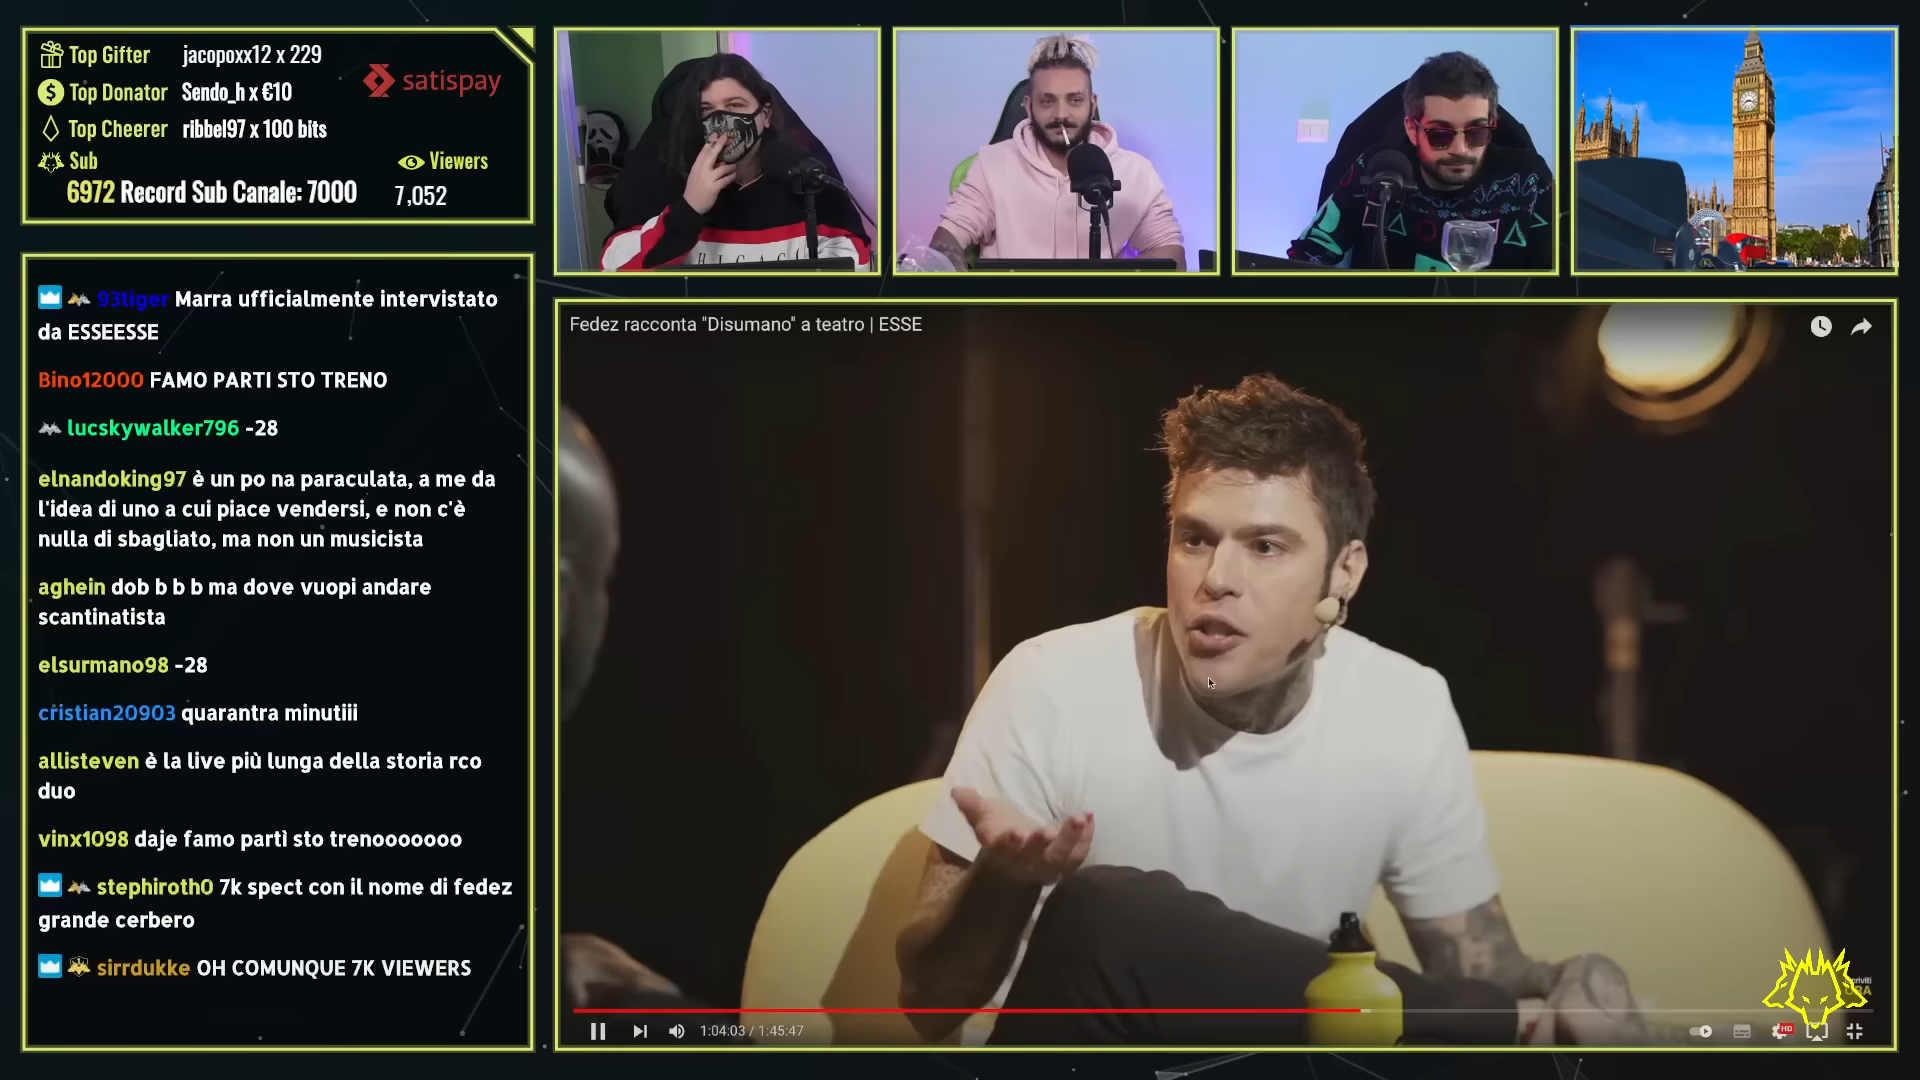 Top Gifter jacopoxx12 x 229
satispay
Top Donator Sendo_h x €10
Top Cheerer ribbel97 x 100 bits
Sub
Viewers
6972 Record Sub Canale: 7000
7,052
93tiger Marra ufficialmente intervistato
da ESSEESSE
Bino12000 FAMO PARTI STO TRENO
lucskywalker796 -28
elnandoking97 è un po na paraculata, a me da
l'idea di uno a cui piace vendersi, e non c'è
nulla di sbagliato, ma non un musicista
aghein dob b b b ma dove vuopi andare
scantinatista
elsurmano98 -28
cristian20903 quarantra minutiii
allisteven è la live più lunga della storia rco
duo
vinx1098 daje famo partì sto trenooooooo
stephiroth0 7k spect con il nome di fedez
grande cerbero
sirrdukke OH COMUNQUE 7K VIEWERS
Fedez racconta "Disumano" a teatro | ESSE
1:04:03 / 1:45:47
HD